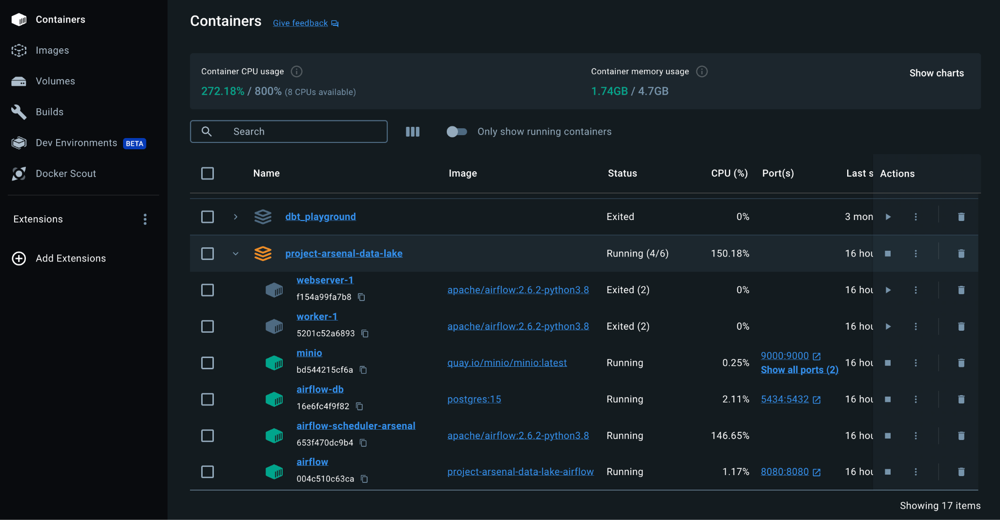 Containers
Images
Volumes
Builds
Dev Environments BETA
Docker Scout
Extensions
Add Extensions
Containers Give feedback
Container CPU usage
272.18% / 800% (8 CPUs available)
Container memory usage
1.74GB / 4.7GB
Show charts
Search
Only show running containers
Name Image Status CPU (%) Port(s) Last s Actions
dbt_playground Exited 0% 3 mon
project-arsenal-data-lake Running (4/6) 150.18% 16 hou
webserver-1
f154a99fa7b8
apache/airflow:2.6.2-python3.8 Exited (2) 0% 16 hou
worker-1
5201c52a6893
apache/airflow:2.6.2-python3.8 Exited (2) 0% 16 hou
minio
bd544215cf6a
quay.io/minio/minio:latest Running 0.25% 9000:9000 16 hou
Show all ports (2)
airflow-db
16e6fc4f9f82
postgres:15 Running 2.11% 5434:5432 16 hou
airflow-scheduler-arsenal
653f470dc9b4
apache/airflow:2.6.2-python3.8 Running 146.65% 16 hou
airflow
004c510c63ca
project-arsenal-data-lake-airflow Running 1.17% 8080:8080 16 hou
Showing 17 items